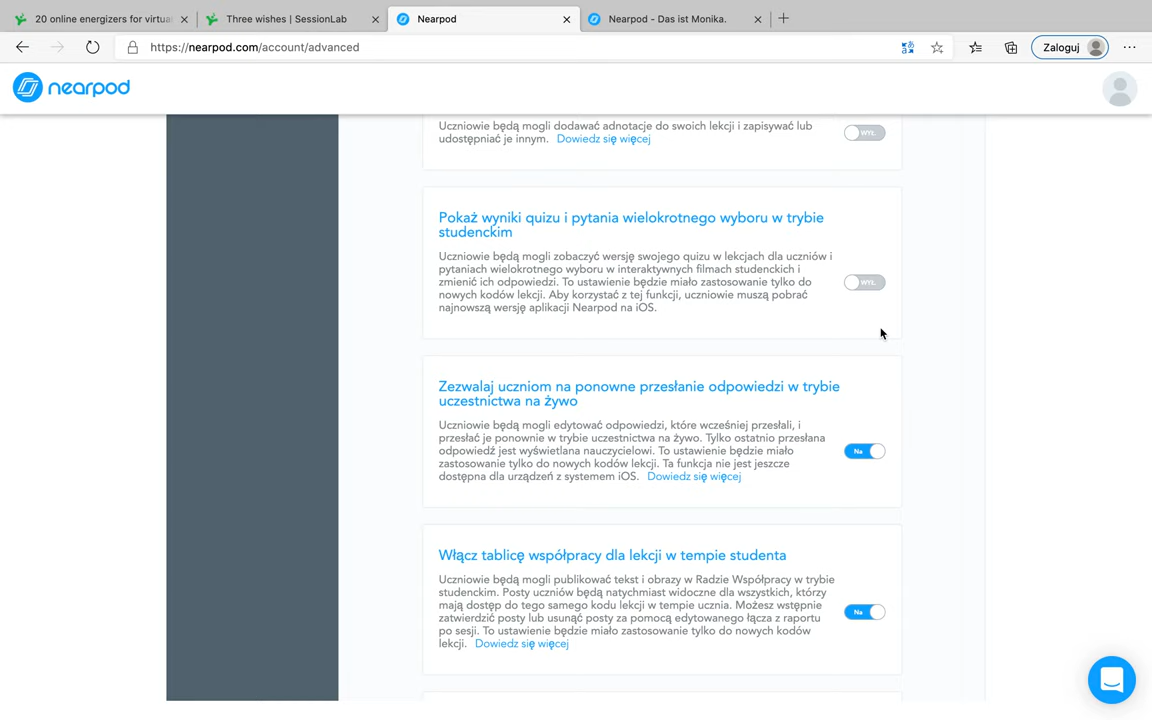 20 online energizers for virtua
Three wishes | SessionLab
Nearpod
Nearpod - Das ist Monika.
https://nearpod.com/account/advanced
Zaloguj
nearpod
Uczniowie będą mogli dodawać adnotacje do swoich lekcji i zapisywać lub
udostępniać je innym. Dowiedz się więcej
WYŁ.
Pokaż wyniki quizu i pytania wielokrotnego wyboru w trybie
studenckim
Uczniowie będą mogli zobaczyć wersję swojego quizu w lekcjach dla uczniów i
pytaniach wielokrotnego wyboru w interaktywnych filmach studenckich i
zmienić ich odpowiedzi. To ustawienie będzie miało zastosowanie tylko do
nowych kodów lekcji. Aby korzystać z tej funkcji, uczniowie muszą pobrać
najnowszą wersję aplikacji Nearpod na iOS.
WYŁ.
Zezwalaj uczniom na ponowne przesłanie odpowiedzi w trybie
uczestnictwa na żywo
Uczniowie będą mogli edytować odpowiedzi, które wcześniej przesłali, i
przesłać je ponownie w trybie uczestnictwa na żywo. Tylko ostatnio przesłana
odpowiedź jest wyświetlana nauczycielowi. To ustawienie będzie miało
zastosowanie tylko do nowych kodów lekcji. Ta funkcja nie jest jeszcze
dostępna dla urządzeń z systemem iOS. Dowiedz się więcej
Na
Włącz tablicę współpracy dla lekcji w tempie studenta
Uczniowie będą mogli publikować tekst i obrazy w Radzie Współpracy w trybie
studenckim. Posty uczniów będą natychmiast widoczne dla wszystkich, którzy
mają dostęp do tego samego kodu lekcji w tempie ucznia. Możesz wstępnie
zatwierdzić posty lub usunąć posty za pomocą edytowanego łącza z raportu
po sesji. To ustawienie będzie miało zastosowanie tylko do nowych kodów
lekcji. Dowiedz się więcej
Na